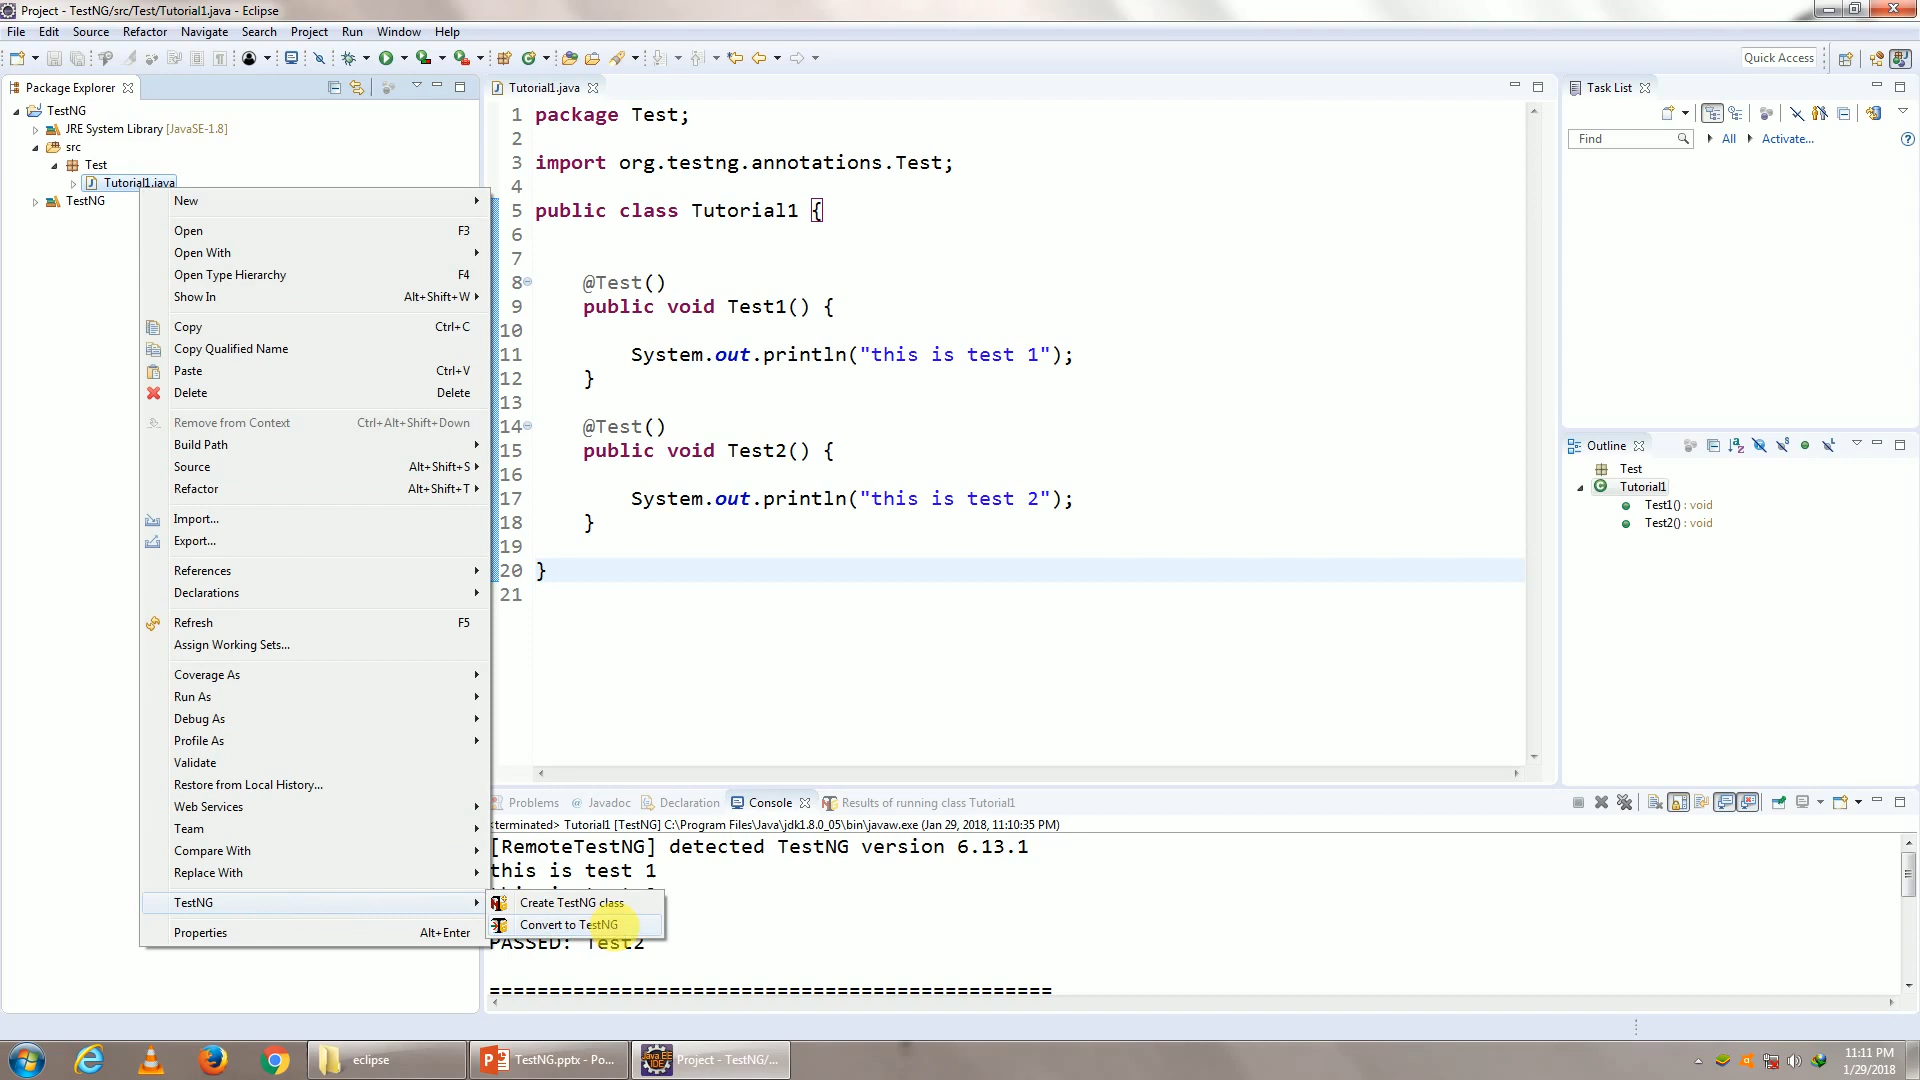 Project - TestNG/src/Test/Tutorial1.java - Eclipse
File Edit Source Refactor Navigate Search Project Run Window Help
Quick Access
Package Explorer
TestNG
JRE System Library [JavaSE-1.8]
src
Test
Tutorial1.java
TestNG
New
Open F3
Open With
Open Type Hierarchy F4
Show In Alt+Shift+W
Copy Ctrl+C
Copy Qualified Name
Paste Ctrl+V
Delete Delete
Remove from Context Ctrl+Alt+Shift+Down
Build Path
Source Alt+Shift+S
Refactor Alt+Shift+T
Import...
Export...
References
Declarations
Refresh F5
Assign Working Sets...
Coverage As
Run As
Debug As
Profile As
Validate
Restore from Local History...
Web Services
Team
Compare With
Replace With
TestNG
Properties Alt+Enter
Create TestNG class
Convert to TestNG
Tutorial1.java
1 package Test;
2
3 import org.testng.annotations.Test;
4
5 public class Tutorial1 {
6
7
8 @Test()
9 public void Test1() {
10
11 System.out.println("this is test 1");
12 }
13
14 @Test()
15 public void Test2() {
16
17 System.out.println("this is test 2");
18 }
19
20 }
21
Task List
Find All Activate...
Outline
Test
Tutorial1
Test1() : void
Test2() : void
Problems @ Javadoc Declaration Console Results of running class Tutorial1
<terminated> Tutorial1 [TestNG] C:\Program Files\Java\jdk1.8.0_05\bin\javaw.exe (Jan 29, 2018, 11:10:35 PM)
[RemoteTestNG] detected TestNG version 6.13.1
this is test 1
PASSED: Test2
===============================================
eclipse
TestNG.pptx - Po...
Project - TestNG/...
11:11 PM
1/29/2018